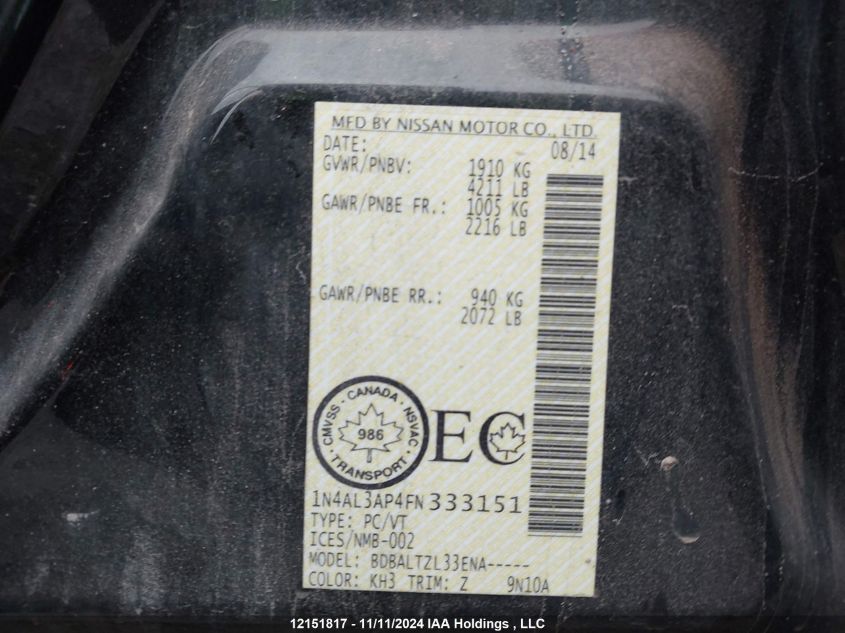 MFD BY NISSAN MOTOR CO., LTD.
DATE: 08/14
GVWR/PNBV: 1910 KG
4211 LB
GAWR/PNBE FR.: 1005 KG
2216 LB
GAWR/PNBE RR.: 940 KG
2072 LB
CMVSS - CANADA - NSVAC
986
· TRANSPORT ·
EC
1N4AL3AP4FN333151
TYPE: PC/VT
ICES/NMB-002
MODEL: BDBALTZL33ENA-----
COLOR: KH3 TRIM: Z 9N10A
12151817 - 11/11/2024 IAA Holdings , LLC